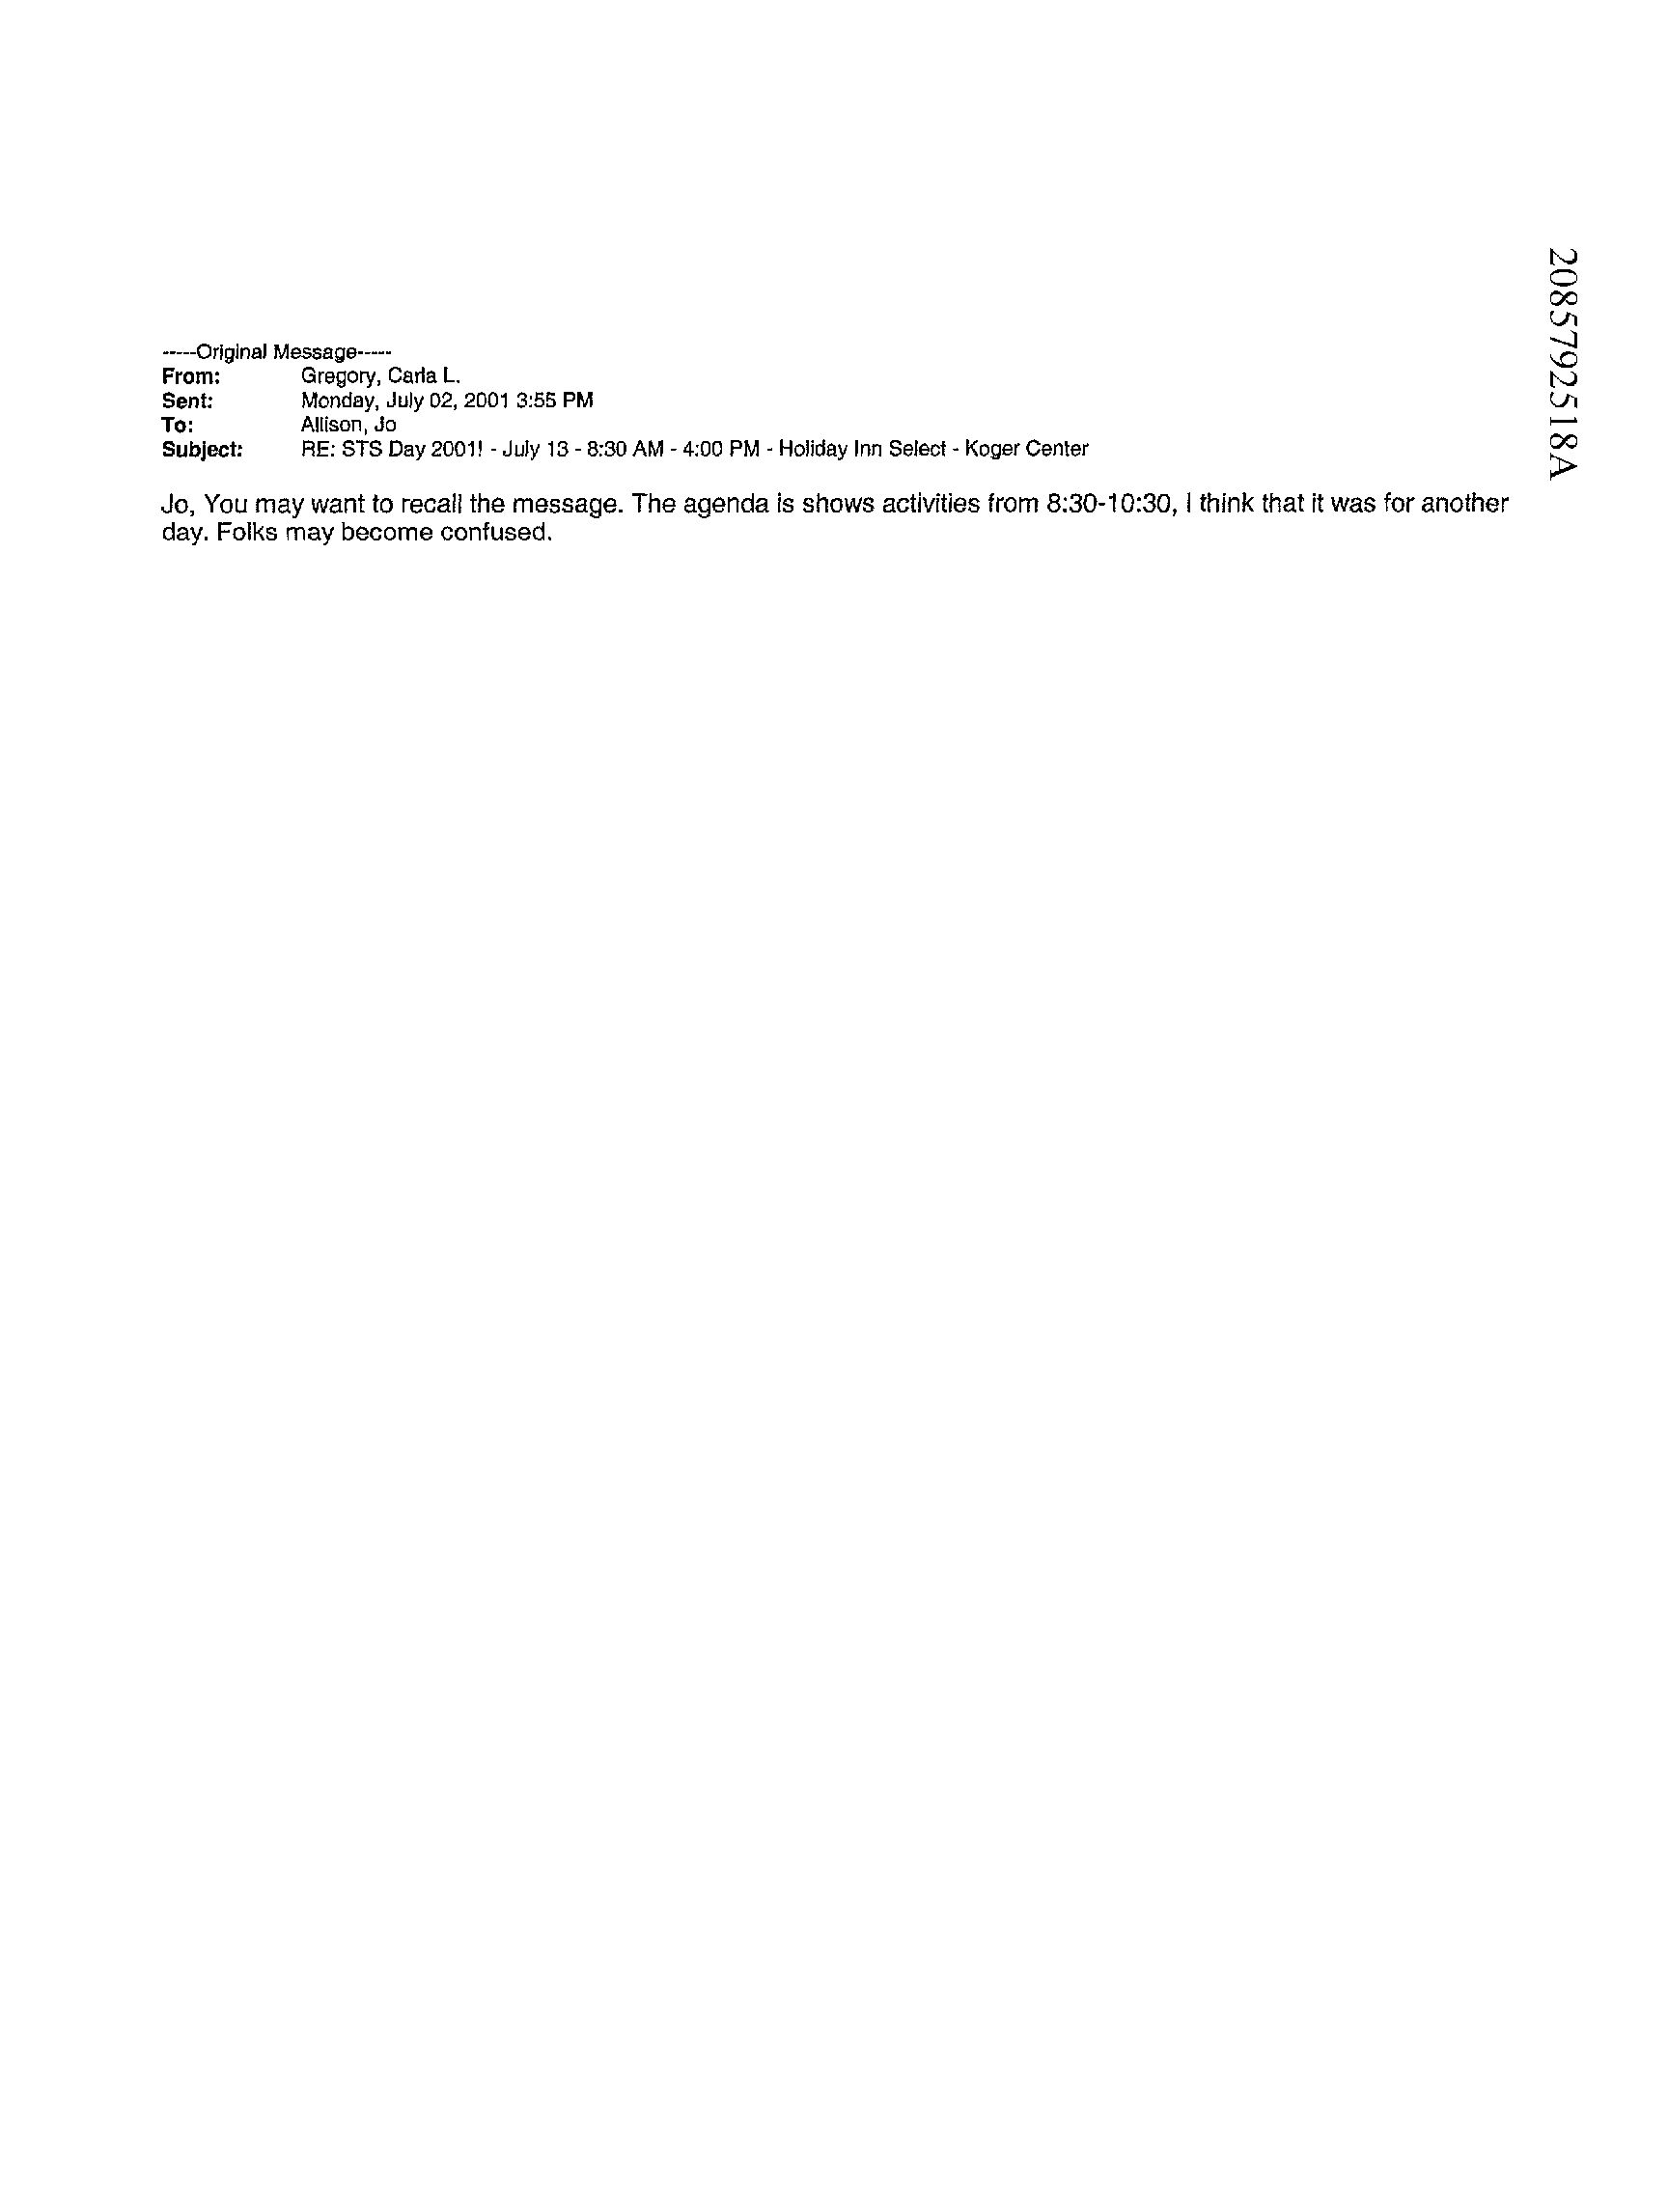 -----Original Message-----
From: Gregory, Carla L.
Sent: Monday, July 02, 2001 3:55 PM
To: Allison, Jo
Subject: RE: STS Day 2001! - July 13 - 8:30 AM - 4:00 PM - Holiday Inn Select - Koger Center
Jo, You may want to recall the message. The agenda is shows activities from 8:30-10:30, I think that it was for another
day. Folks may become confused.
2085792518A